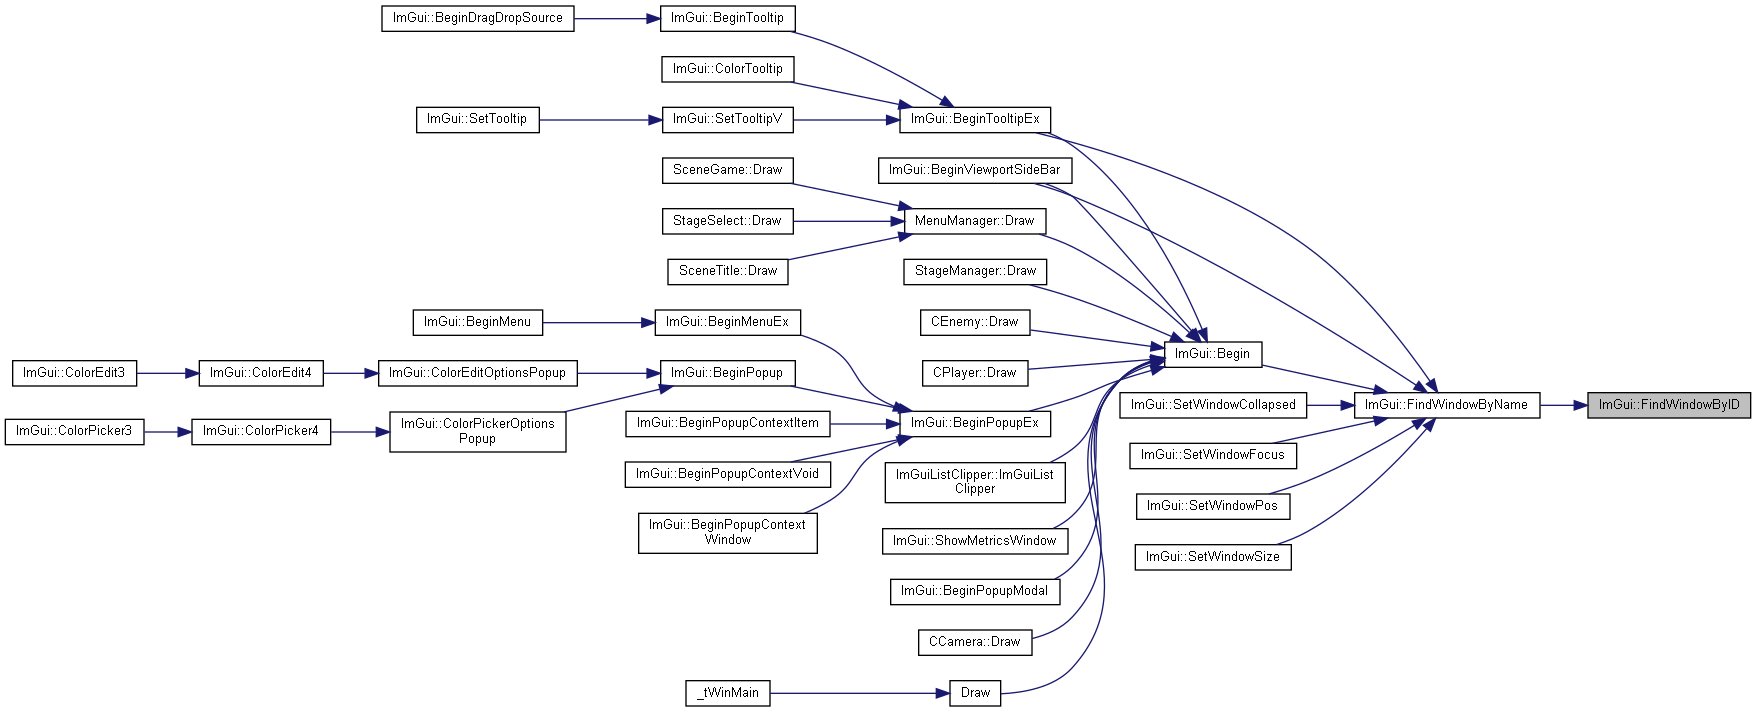 ImGui::BeginDragDropSource
ImGui::BeginTooltip
ImGui::ColorTooltip
ImGui::SetTooltip
ImGui::SetTooltipV
ImGui::BeginTooltipEx
SceneGame::Draw
ImGui::BeginViewportSideBar
StageSelect::Draw
MenuManager::Draw
SceneTitle::Draw
StageManager::Draw
ImGui::BeginMenu
ImGui::BeginMenuEx
CEnemy::Draw
ImGui::Begin
ImGui::ColorEdit3
ImGui::ColorEdit4
ImGui::ColorEditOptionsPopup
ImGui::BeginPopup
CPlayer::Draw
ImGui::SetWindowCollapsed
ImGui::FindWindowByName
ImGui::FindWindowByID
ImGui::ColorPicker3
ImGui::ColorPicker4
ImGui::ColorPickerOptions
Popup
ImGui::BeginPopupContextItem
ImGui::BeginPopupEx
ImGui::SetWindowFocus
ImGui::BeginPopupContextVoid
ImGuiListClipper::ImGuiList
Clipper
ImGui::SetWindowPos
ImGui::BeginPopupContext
Window
ImGui::ShowMetricsWindow
ImGui::SetWindowSize
ImGui::BeginPopupModal
CCamera::Draw
_tWinMain
Draw